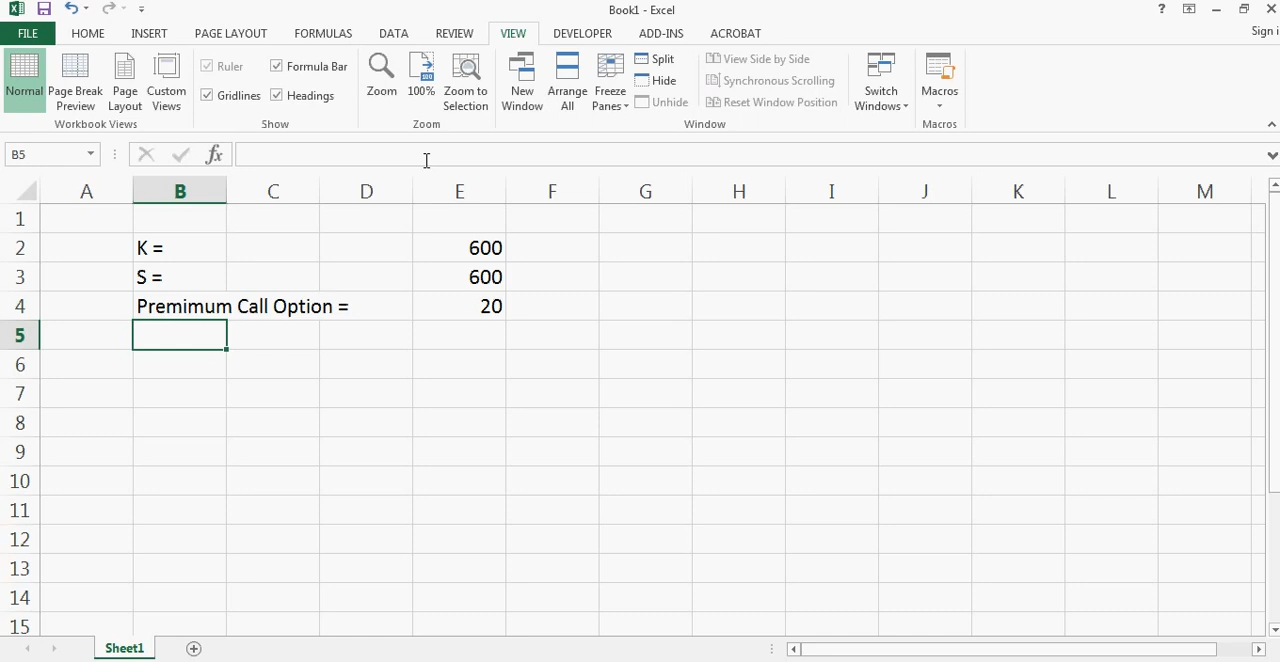 Book1 - Excel
FILE HOME INSERT PAGE LAYOUT FORMULAS DATA REVIEW VIEW DEVELOPER ADD-INS ACROBAT Sign i
Normal Page Break Preview Page Layout Custom Views
Workbook Views
Ruler Formula Bar
Gridlines Headings
Show
Zoom 100% Zoom to Selection
Zoom
New Window Arrange All Freeze Panes
Split View Side by Side
Hide Synchronous Scrolling
Unhide Reset Window Position
Switch Windows
Window
Macros
Macros
B5 fx
A B C D E F G H I J K L M
1
2 K = 600
3 S = 600
4 Premimum Call Option = 20
5
6
7
8
9
10
11
12
13
14
15
Sheet1